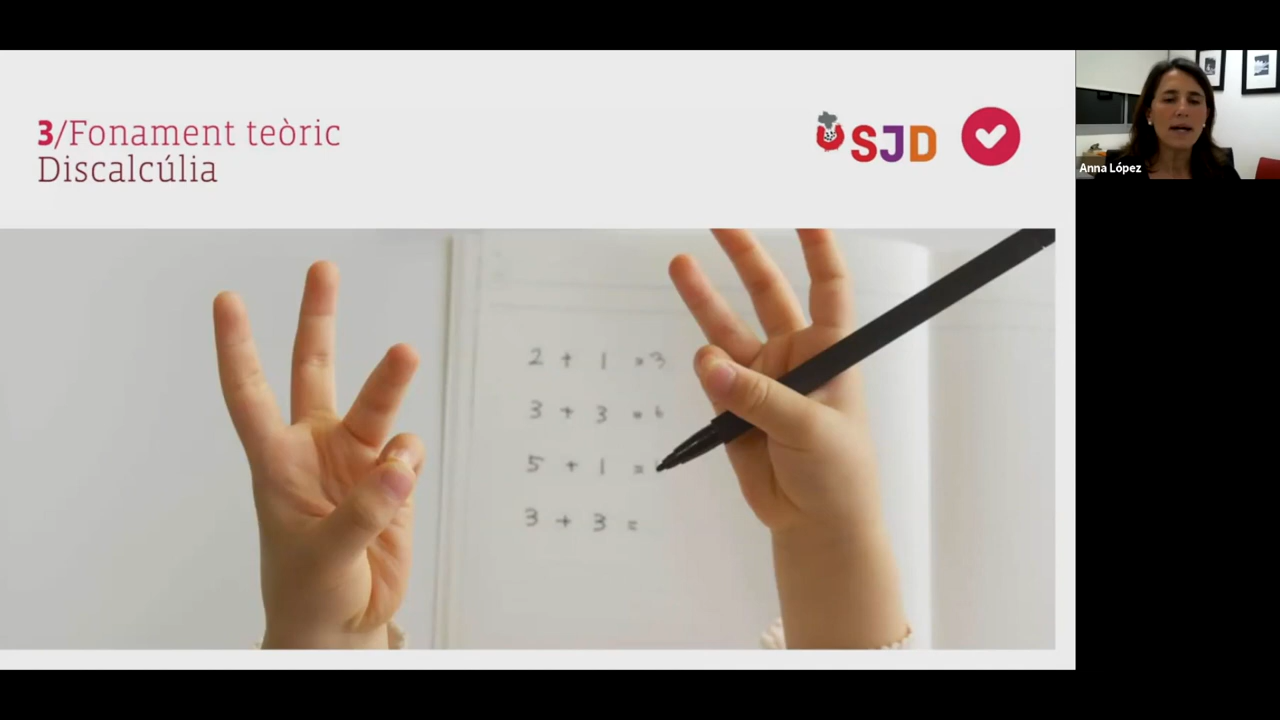 3/Fonament teòric
Discalcúlia
SJD
Anna López
2 + 1 = 3
3 + 3 = 6
5 + 1 =
3 + 3 =